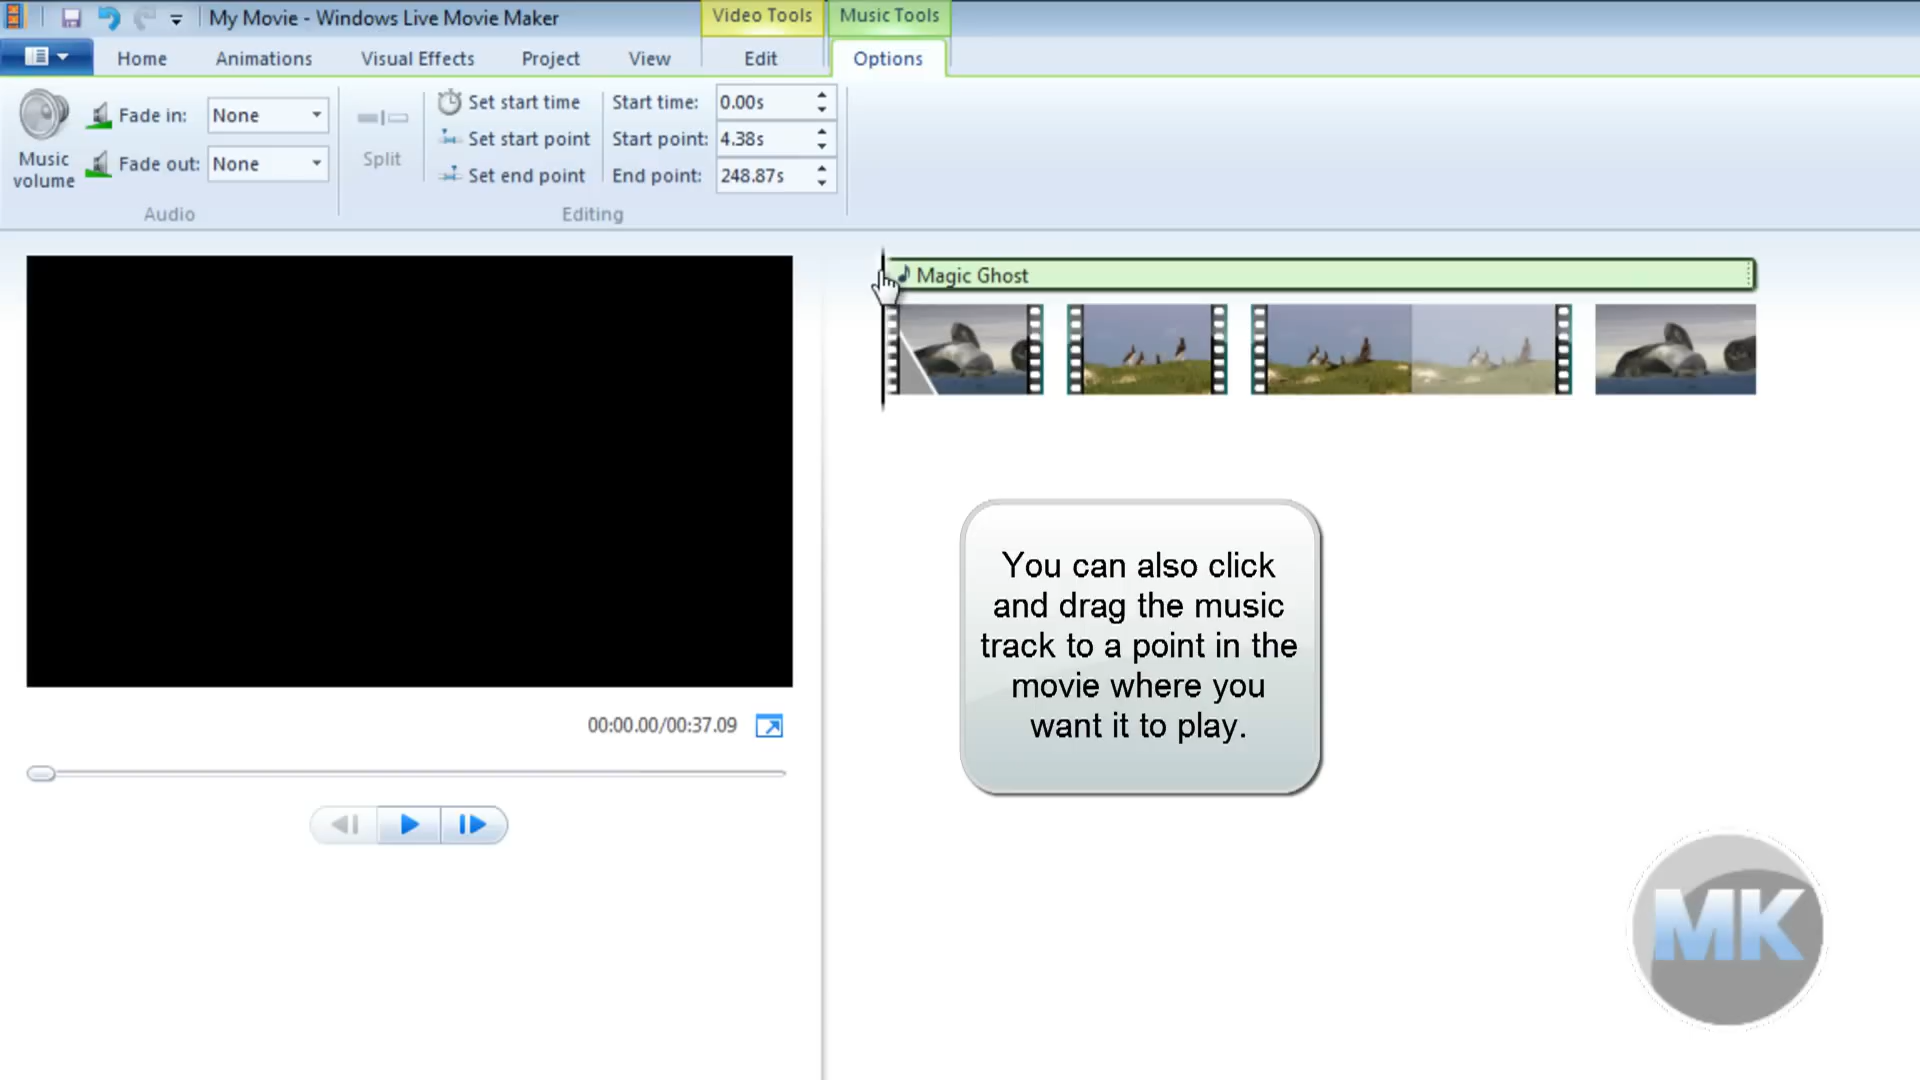 My Movie - Windows Live Movie Maker
Video Tools
Music Tools
Home
Animations
Visual Effects
Project
View
Edit
Options
Music volume
Fade in:
None
Fade out:
None
Audio
Split
Set start time
Set start point
Set end point
Start time:
0.00s
Start point:
4.38s
End point:
248.87s
Editing
Magic Ghost
00:00.00/00:37.09
You can also click
and drag the music
track to a point in the
movie where you
want it to play.
MK